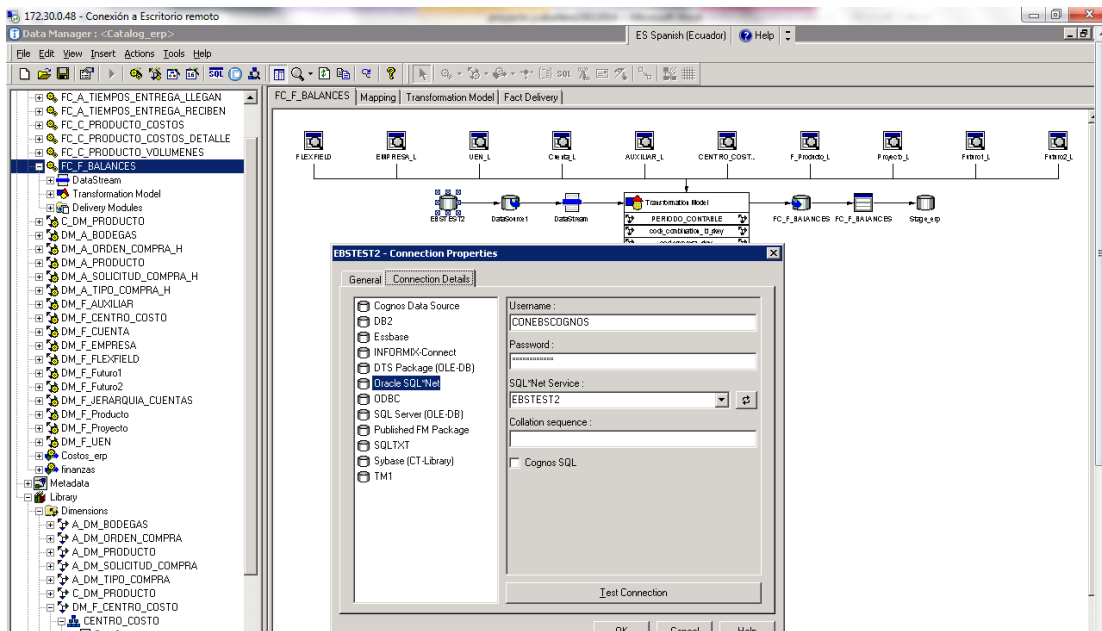 172.30.0.48 - Conexión a Escritorio remoto
Data Manager : <Catalog_erp>
ES Spanish (Ecuador)
Help
File Edit View Insert Actions Tools Help
SQL
SQL
FC_A_TIEMPOS_ENTREGA_LLEGAN
FC_A_TIEMPOS_ENTREGA_RECIBEN
FC_C_PRODUCTO_COSTOS
FC_C_PRODUCTO_COSTOS_DETALLE
FC_C_PRODUCTO_VOLUMENES
FC_F_BALANCES
DataStream
Transformation Model
Delivery Modules
C_DM_PRODUCTO
DM_A_BODEGAS
DM_A_ORDEN_COMPRA_H
DM_A_PRODUCTO
DM_A_SOLICITUD_COMPRA_H
DM_A_TIPO_COMPRA_H
DM_F_AUXILIAR
DM_F_CENTRO_COSTO
DM_F_CUENTA
DM_F_EMPRESA
DM_F_FLEXFIELD
DM_F_Futuro1
DM_F_Futuro2
DM_F_JERARQUIA_CUENTAS
DM_F_Producto
DM_F_Proyecto
DM_F_UEN
Costos_erp
finanzas
Metadata
Library
Dimensions
A_DM_BODEGAS
A_DM_ORDEN_COMPRA
A_DM_PRODUCTO
A_DM_SOLICITUD_COMPRA
A_DM_TIPO_COMPRA
C_DM_PRODUCTO
DM_F_CENTRO_COSTO
CENTRO_COSTO
FC_F_BALANCES Mapping Transformation Model Fact Delivery
FLEXFIELD EMPRESA_L UEN_L Cuenta_L AUXILIAR_L CENTRO_COST... F_Producto_L Proyecto_L Futuro1_L Futuro2_L
Transformation Model
PERIODO_CONTABLE
EBSTEST2 DataSource1 DataStream
FC_F_BALANCES FC_F_BALANCES Stage_erp
EBSTEST2 - Connection Properties
General Connection Details
Cognos Data Source
DB2
Essbase
INFORMIX-Connect
DTS Package (OLE-DB)
Oracle SQL*Net
ODBC
SQL Server (OLE-DB)
Published FM Package
SQLTXT
Sybase (CT-Library)
TM1
Username :
CONEBSCOGNOS
Password :
SQL*Net Service :
EBSTEST2
Collation sequence :
Cognos SQL
Test Connection
OK Cancel Help